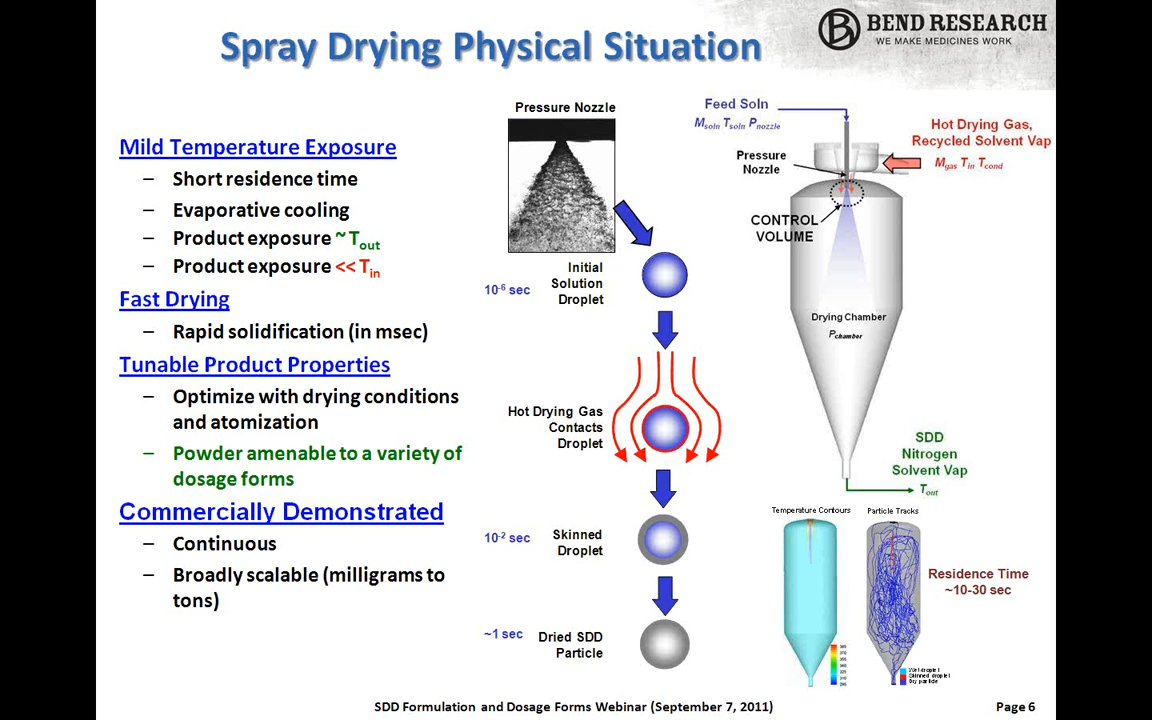 Spray Drying Physical Situation
BEND RESEARCH
WE MAKE MEDICINES WORK
Mild Temperature Exposure
– Short residence time
– Evaporative cooling
– Product exposure ~ Tout
– Product exposure << Tin
Fast Drying
– Rapid solidification (in msec)
Tunable Product Properties
– Optimize with drying conditions
and atomization
– Powder amenable to a variety of
dosage forms
Commercially Demonstrated
– Continuous
– Broadly scalable (milligrams to
tons)
Pressure Nozzle
10-6 sec
Initial
Solution
Droplet
Hot Drying Gas
Contacts
Droplet
10-2 sec
Skinned
Droplet
~1 sec
Dried SDD
Particle
Feed Soln
Msoln Tsoln Pnozzle
Hot Drying Gas,
Recycled Solvent Vap
Mgas Tin Tcond
Pressure
Nozzle
CONTROL
VOLUME
Drying Chamber
Pchamber
SDD
Nitrogen
Solvent Vap
Tout
Temperature Contours
Particle Tracks
Residence Time
~10-30 sec
Wet droplet
Skinned droplet
Dry particle
SDD Formulation and Dosage Forms Webinar (September 7, 2011)
Page 6